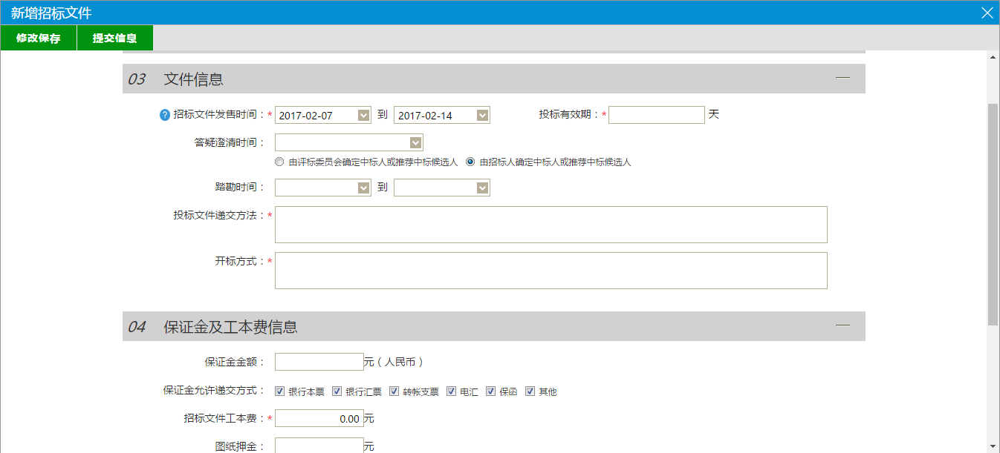 新增招标文件
修改保存 提交信息
03 文件信息
? 招标文件发售时间：* 2017-02-07 到 2017-02-14 投标有效期：* 天
答疑澄清时间：
由评标委员会确定中标人或推荐中标候选人 由招标人确定中标人或推荐中标候选人
踏勘时间： 到
投标文件递交方法：*
开标方式：*
04 保证金及工本费信息
保证金金额： 元（人民币）
保证金允许递交方式： 银行本票 银行汇票 转帐支票 电汇 保函 其他
招标文件工本费：* 0.00 元
图纸押金： 元